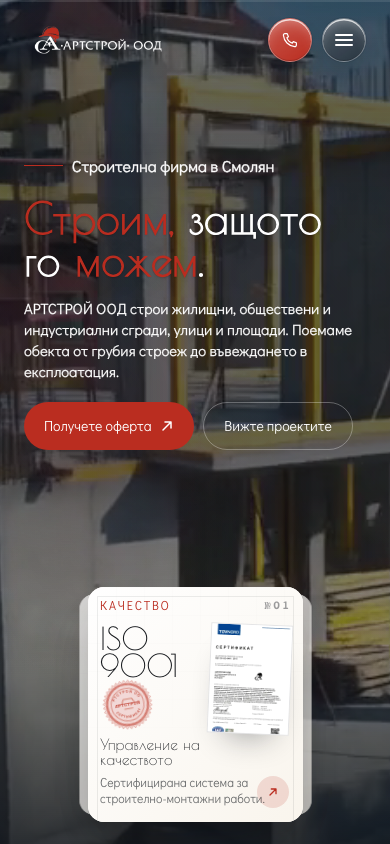 АРТСТРОЙ ООД
Строителна фирма в Смолян
Строим, защото
го можем.
АРТСТРОЙ ООД строи жилищни, обществени и
индустриални сгради, улици и площади. Поемаме
обекта от грубия строеж до въвеждането в
експлоатация.
Получете оферта
Вижте проектите
КАЧЕСТВО
№01
ISO
9001
СЕРТИФИКАТ
Управление на
качеството
Сертифицирана система за
строително-монтажни работи.